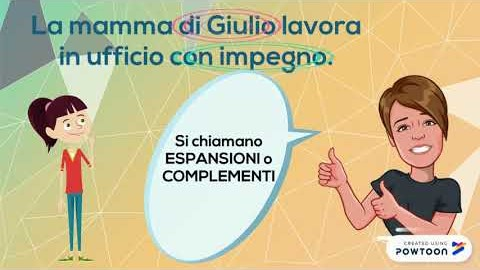 La mamma di Giulio lavora
in ufficio con impegno.
Si chiamano
ESPANSIONI o
COMPLEMENTI
CREATED USING
POWTOON